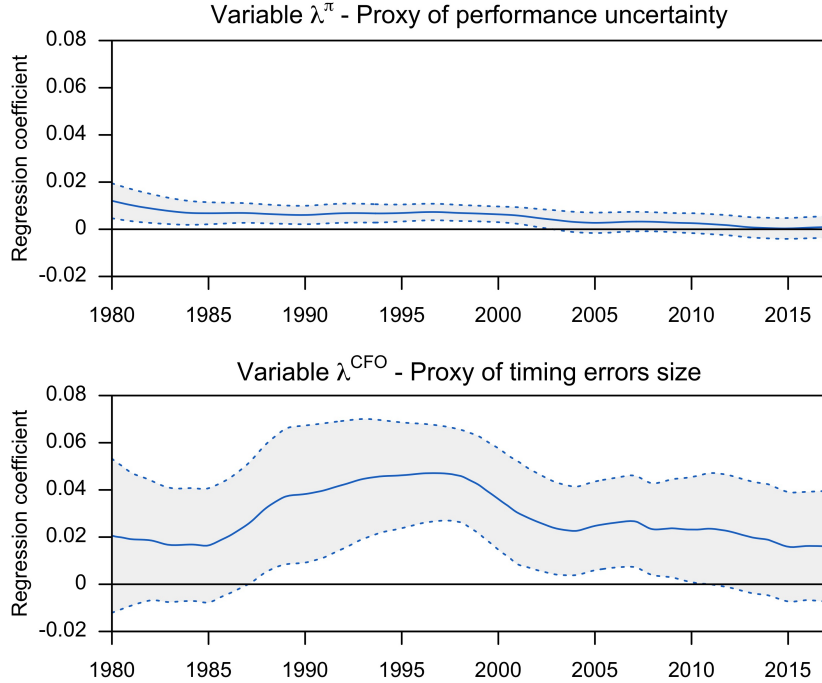 Variable λ^π - Proxy of performance uncertainty
Regression coefficient
0.08
0.06
0.04
0.02
0
-0.02
1980 1985 1990 1995 2000 2005 2010 2015
Variable λ^CFO - Proxy of timing errors size
Regression coefficient
0.08
0.06
0.04
0.02
0
-0.02
1980 1985 1990 1995 2000 2005 2010 2015